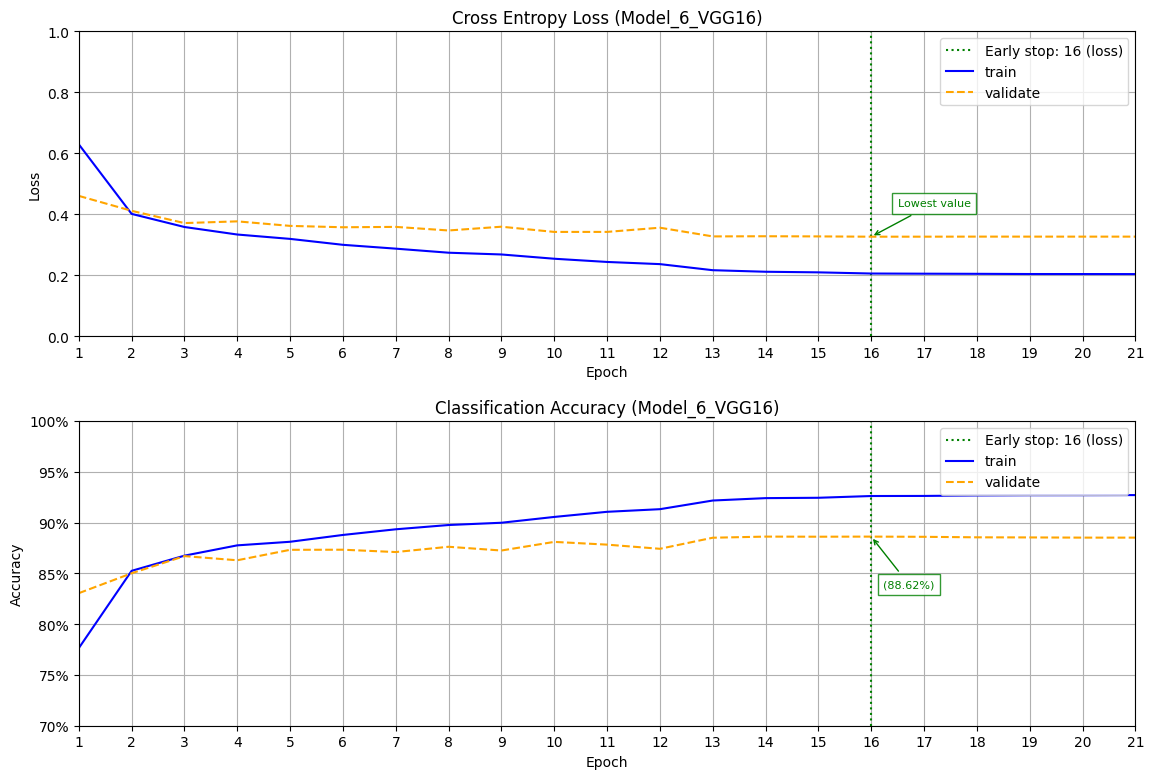 Cross Entropy Loss (Model_6_VGG16)
1.0
0.8
0.6
0.4
0.2
0.0
Loss
Early stop: 16 (loss)
train
validate
Lowest value
1 2 3 4 5 6 7 8 9 10 11 12 13 14 15 16 17 18 19 20 21
Epoch
Classification Accuracy (Model_6_VGG16)
100%
95%
90%
85%
80%
75%
70%
Accuracy
Early stop: 16 (loss)
train
validate
(88.62%)
1 2 3 4 5 6 7 8 9 10 11 12 13 14 15 16 17 18 19 20 21
Epoch